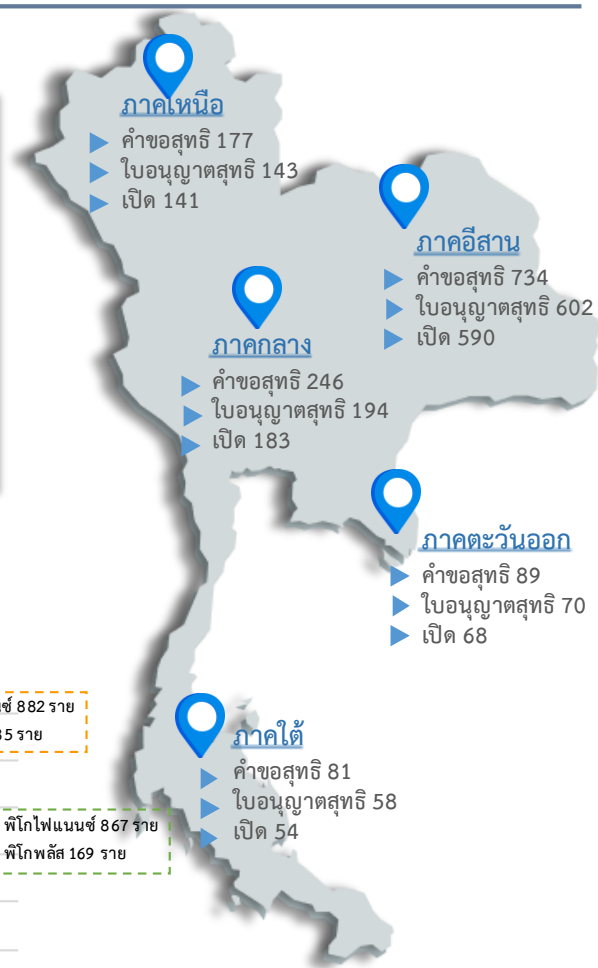 ภาคเหนือ
คำขอสุทธิ 177
ใบอนุญาตสุทธิ 143
เปิด 141
ภาคอีสาน
คำขอสุทธิ 734
ใบอนุญาตสุทธิ 602
เปิด 590
ภาคกลาง
คำขอสุทธิ 246
ใบอนุญาตสุทธิ 194
เปิด 183
ภาคตะวันออก
คำขอสุทธิ 89
ใบอนุญาตสุทธิ 70
เปิด 68
882 ราย
ราย
ภาคใต้
คำขอสุทธิ 81
ใบอนุญาตสุทธิ 58
เปิด 54
พิโกไฟแนนซ์ 867 ราย
พิโกพลัส 169 ราย